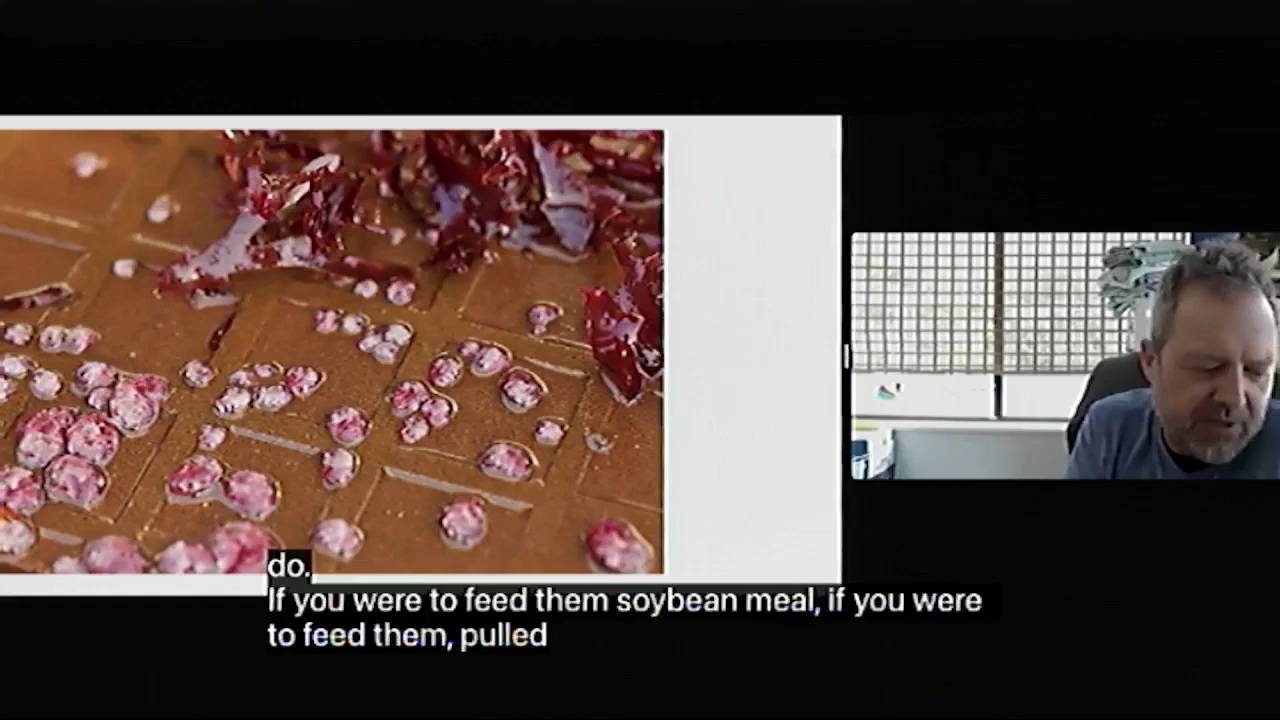 do.
If you were to feed them soybean meal, if you were
to feed them, pulled